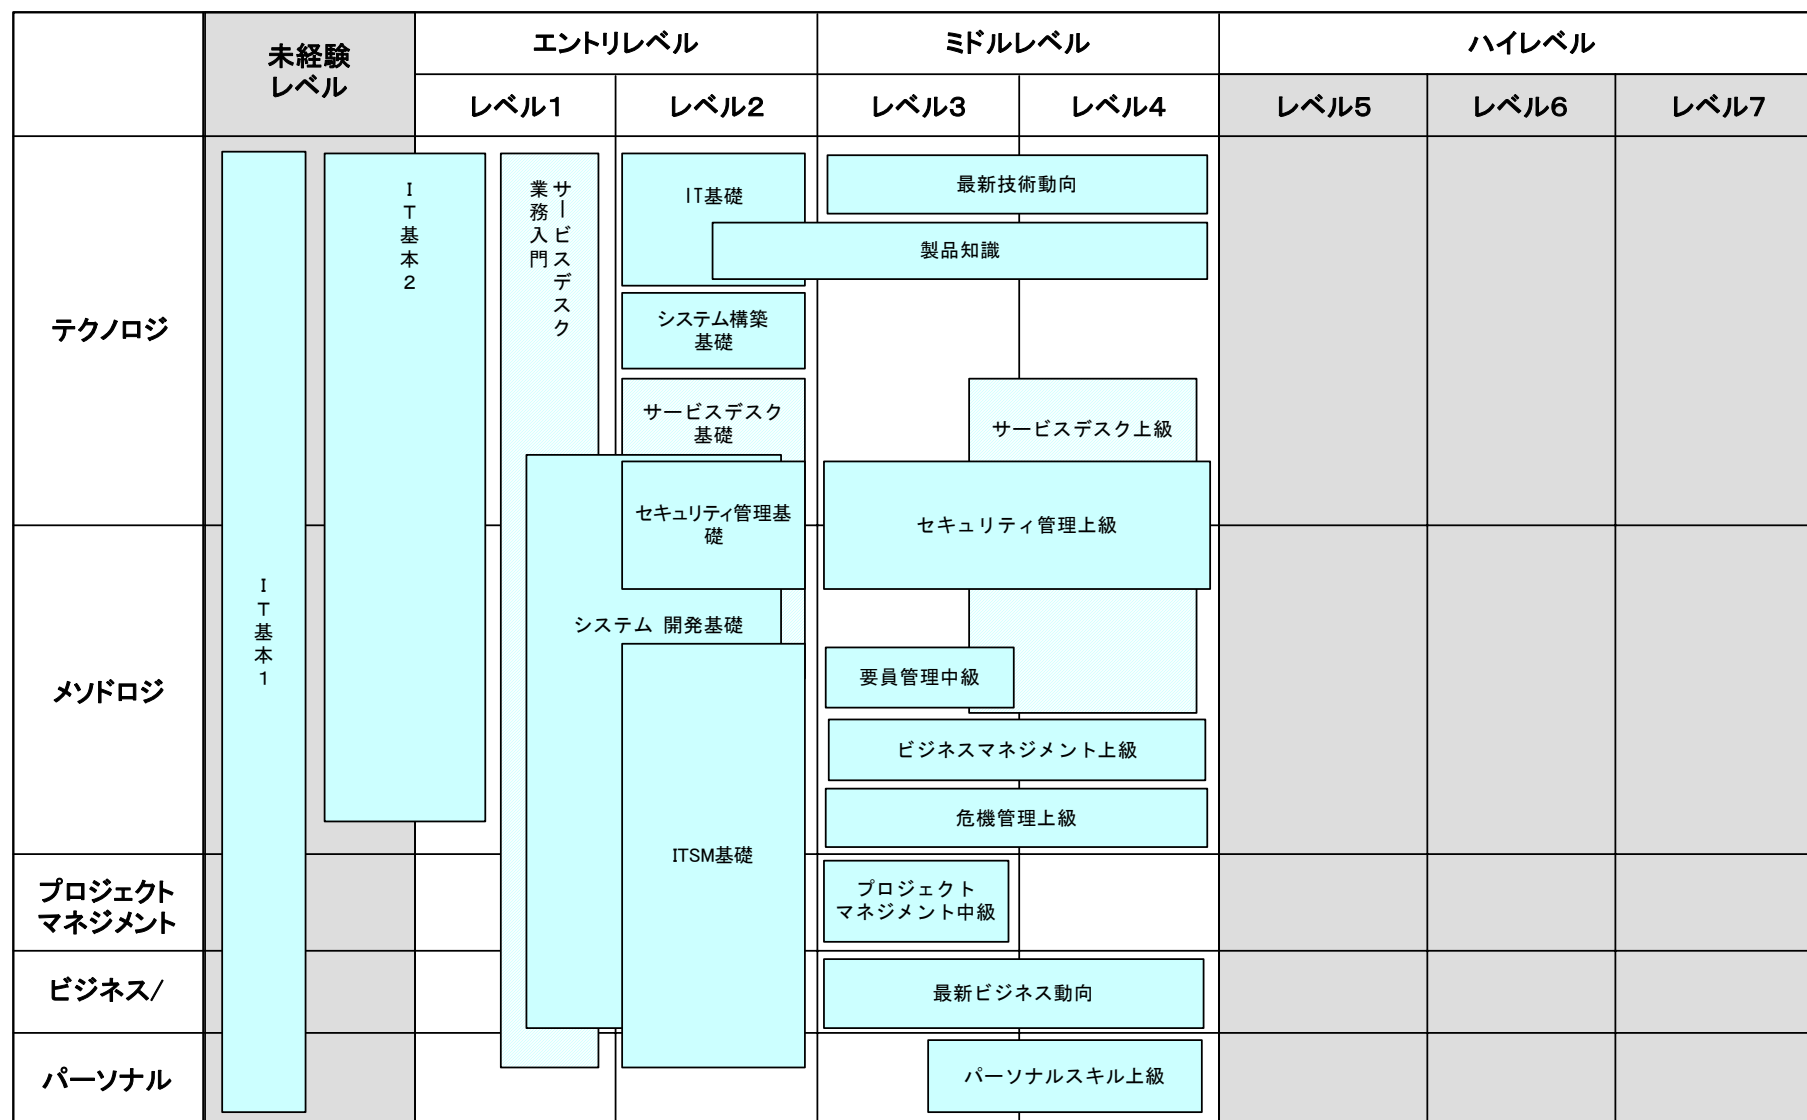 未経験
レベル
エントリレベル
ミドルレベル
ハイレベル
レベル1
レベル2
レベル3
レベル4
レベル5
レベル6
レベル7
テクノロジ
メソドロジ
プロジェクト
マネジメント
ビジネス/
パーソナル
IT基本1
IT基本2
サービスデスク
業務入門
IT基礎
製品知識
最新技術動向
システム構築
基礎
サービスデスク
基礎
サービスデスク上級
セキュリティ管理基
礎
セキュリティ管理上級
システム 開発基礎
要員管理中級
ビジネスマネジメント上級
危機管理上級
ITSM基礎
プロジェクト
マネジメント中級
最新ビジネス動向
パーソナルスキル上級